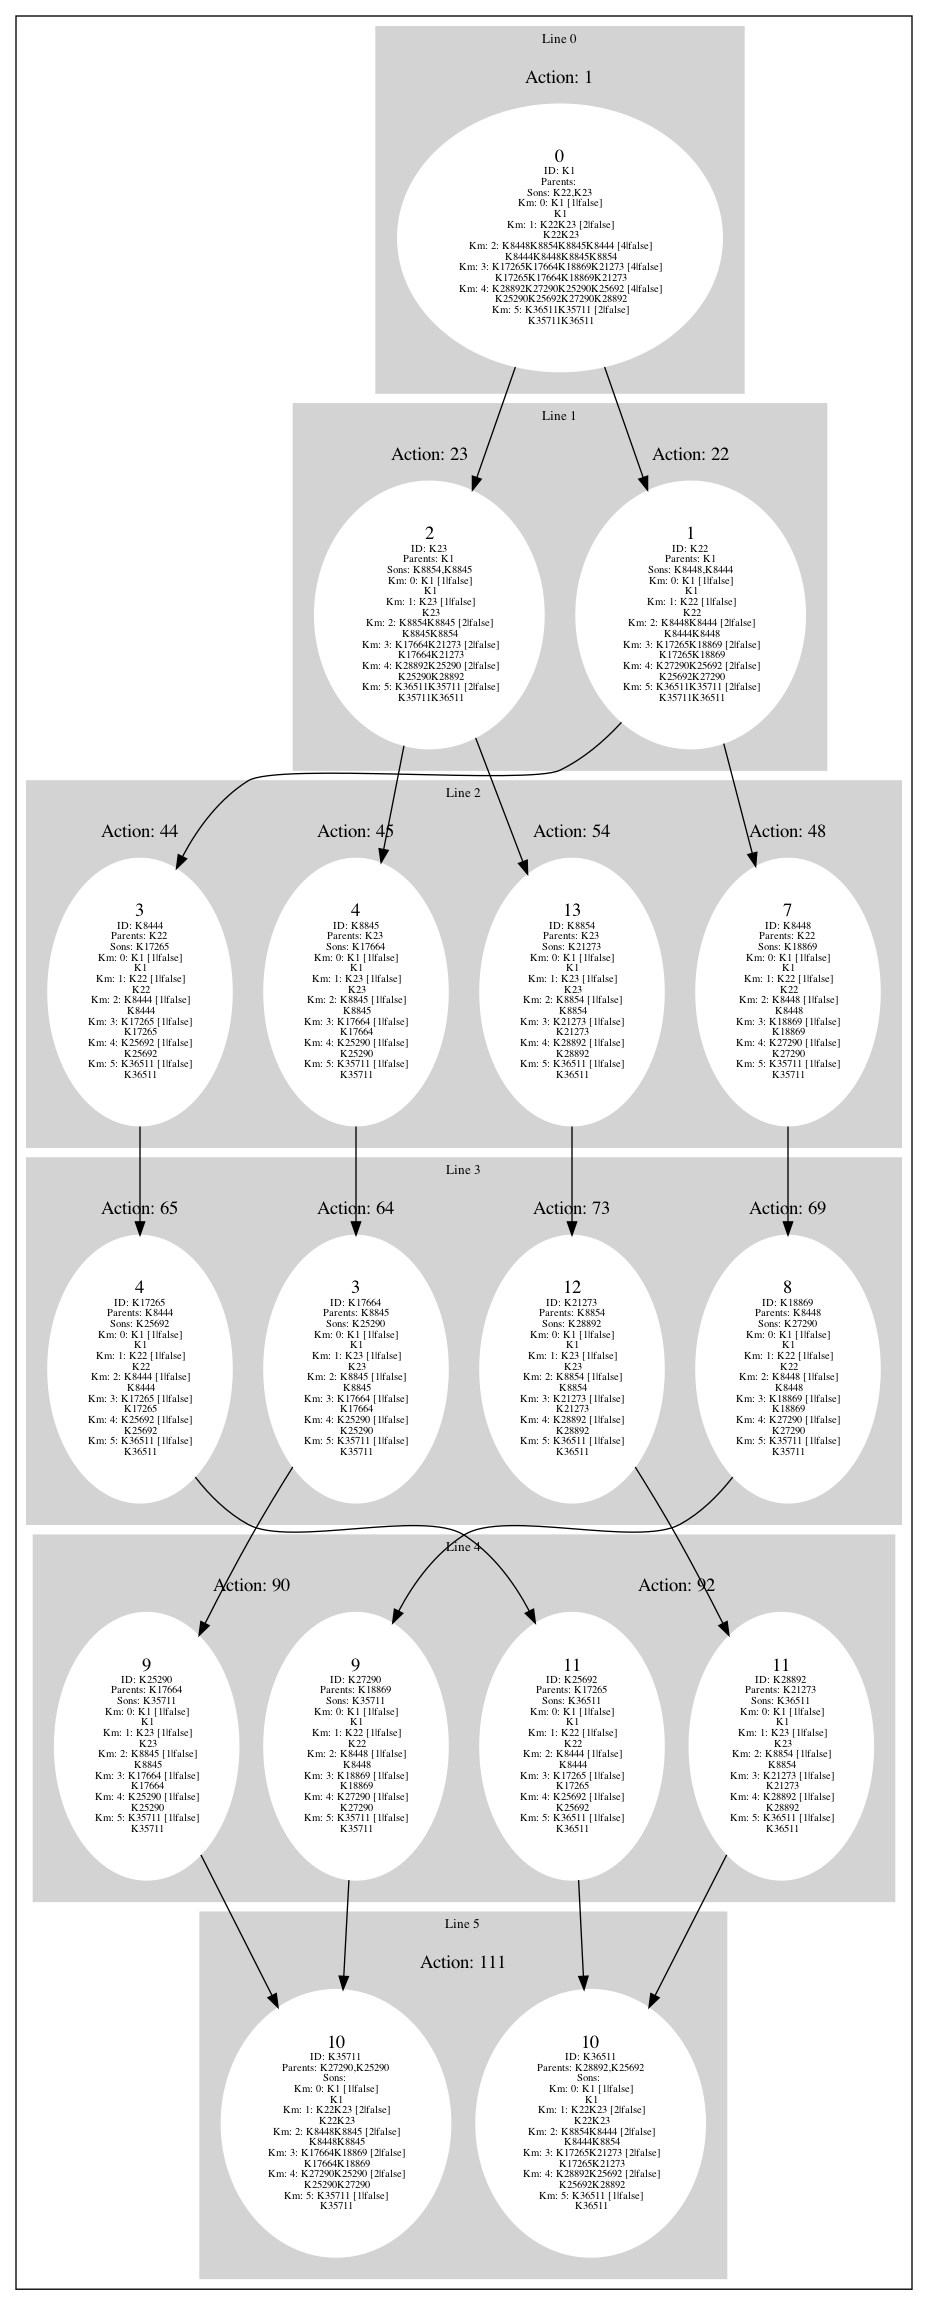 Line 0
Action: 1
0
ID: K1
Parents:
Sons: K22,K23
Km: 0: K1 [1|false]
K1
Km: 1: K22K23 [2|false]
K22K23
Km: 2: K8448K8854K8845K8444 [4|false]
K8444K8448K8845K8854
Km: 3: K17265K17664K18869K21273 [4|false]
K17265K17664K18869K21273
Km: 4: K28892K27290K25290K25692 [4|false]
K25290K25692K27290K28892
Km: 5: K36511K35711 [2|false]
K35711K36511
Line 1
Action: 23
2
ID: K23
Parents: K1
Sons: K8854,K8845
Km: 0: K1 [1|false]
K1
Km: 1: K23 [1|false]
K23
Km: 2: K8854K8845 [2|false]
K8845K8854
Km: 3: K17664K21273 [2|false]
K17664K21273
Km: 4: K28892K25290 [2|false]
K25290K28892
Km: 5: K36511K35711 [2|false]
K35711K36511
Action: 22
1
ID: K22
Parents: K1
Sons: K8448,K8444
Km: 0: K1 [1|false]
K1
Km: 1: K22 [1|false]
K22
Km: 2: K8448K8444 [2|false]
K8444K8448
Km: 3: K17265K18869 [2|false]
K17265K18869
Km: 4: K27290K25692 [2|false]
K25692K27290
Km: 5: K36511K35711 [2|false]
K35711K36511
Line 2
Action: 44
3
ID: K8444
Parents: K22
Sons: K17265
Km: 0: K1 [1|false]
K1
Km: 1: K22 [1|false]
K22
Km: 2: K8444 [1|false]
K8444
Km: 3: K17265 [1|false]
K17265
Km: 4: K25692 [1|false]
K25692
Km: 5: K36511 [1|false]
K36511
Action: 45
4
ID: K8845
Parents: K23
Sons: K17664
Km: 0: K1 [1|false]
K1
Km: 1: K23 [1|false]
K23
Km: 2: K8845 [1|false]
K8845
Km: 3: K17664 [1|false]
K17664
Km: 4: K25290 [1|false]
K25290
Km: 5: K35711 [1|false]
K35711
Action: 54
13
ID: K8854
Parents: K23
Sons: K21273
Km: 0: K1 [1|false]
K1
Km: 1: K23 [1|false]
K23
Km: 2: K8854 [1|false]
K8854
Km: 3: K21273 [1|false]
K21273
Km: 4: K28892 [1|false]
K28892
Km: 5: K36511 [1|false]
K36511
Action: 48
7
ID: K8448
Parents: K22
Sons: K18869
Km: 0: K1 [1|false]
K1
Km: 1: K22 [1|false]
K22
Km: 2: K8448 [1|false]
K8448
Km: 3: K18869 [1|false]
K18869
Km: 4: K27290 [1|false]
K27290
Km: 5: K35711 [1|false]
K35711
Line 3
Action: 65
4
ID: K17265
Parents: K8444
Sons: K25692
Km: 0: K1 [1|false]
K1
Km: 1: K22 [1|false]
K22
Km: 2: K8444 [1|false]
K8444
Km: 3: K17265 [1|false]
K17265
Km: 4: K25692 [1|false]
K25692
Km: 5: K36511 [1|false]
K36511
Action: 64
3
ID: K17664
Parents: K8845
Sons: K25290
Km: 0: K1 [1|false]
K1
Km: 1: K23 [1|false]
K23
Km: 2: K8845 [1|false]
K8845
Km: 3: K17664 [1|false]
K17664
Km: 4: K25290 [1|false]
K25290
Km: 5: K35711 [1|false]
K35711
Action: 73
12
ID: K21273
Parents: K8854
Sons: K28892
Km: 0: K1 [1|false]
K1
Km: 1: K23 [1|false]
K23
Km: 2: K8854 [1|false]
K8854
Km: 3: K21273 [1|false]
K21273
Km: 4: K28892 [1|false]
K28892
Km: 5: K36511 [1|false]
K36511
Action: 69
8
ID: K18869
Parents: K8448
Sons: K27290
Km: 0: K1 [1|false]
K1
Km: 1: K22 [1|false]
K22
Km: 2: K8448 [1|false]
K8448
Km: 3: K18869 [1|false]
K18869
Km: 4: K27290 [1|false]
K27290
Km: 5: K35711 [1|false]
K35711
Line 4
Action: 90
9
ID: K25290
Parents: K17664
Sons: K35711
Km: 0: K1 [1|false]
K1
Km: 1: K23 [1|false]
K23
Km: 2: K8845 [1|false]
K8845
Km: 3: K17664 [1|false]
K17664
Km: 4: K25290 [1|false]
K25290
Km: 5: K35711 [1|false]
K35711
9
ID: K27290
Parents: K18869
Sons: K35711
Km: 0: K1 [1|false]
K1
Km: 1: K22 [1|false]
K22
Km: 2: K8448 [1|false]
K8448
Km: 3: K18869 [1|false]
K18869
Km: 4: K27290 [1|false]
K27290
Km: 5: K35711 [1|false]
K35711
Action: 92
11
ID: K25692
Parents: K17265
Sons: K36511
Km: 0: K1 [1|false]
K1
Km: 1: K22 [1|false]
K22
Km: 2: K8444 [1|false]
K8444
Km: 3: K17265 [1|false]
K17265
Km: 4: K25692 [1|false]
K25692
Km: 5: K36511 [1|false]
K36511
11
ID: K28892
Parents: K21273
Sons: K36511
Km: 0: K1 [1|false]
K1
Km: 1: K23 [1|false]
K23
Km: 2: K8854 [1|false]
K8854
Km: 3: K21273 [1|false]
K21273
Km: 4: K28892 [1|false]
K28892
Km: 5: K36511 [1|false]
K36511
Line 5
Action: 111
10
ID: K35711
Parents: K27290,K25290
Sons:
Km: 0: K1 [1|false]
K1
Km: 1: K22K23 [2|false]
K22K23
Km: 2: K8448K8845 [2|false]
K8448K8845
Km: 3: K17664K18869 [2|false]
K17664K18869
Km: 4: K27290K25290 [2|false]
K25290K27290
Km: 5: K35711 [1|false]
K35711
10
ID: K36511
Parents: K28892,K25692
Sons:
Km: 0: K1 [1|false]
K1
Km: 1: K22K23 [2|false]
K22K23
Km: 2: K8854K8444 [2|false]
K8444K8854
Km: 3: K17265K21273 [2|false]
K17265K21273
Km: 4: K28892K25692 [2|false]
K25692K28892
Km: 5: K36511 [1|false]
K36511